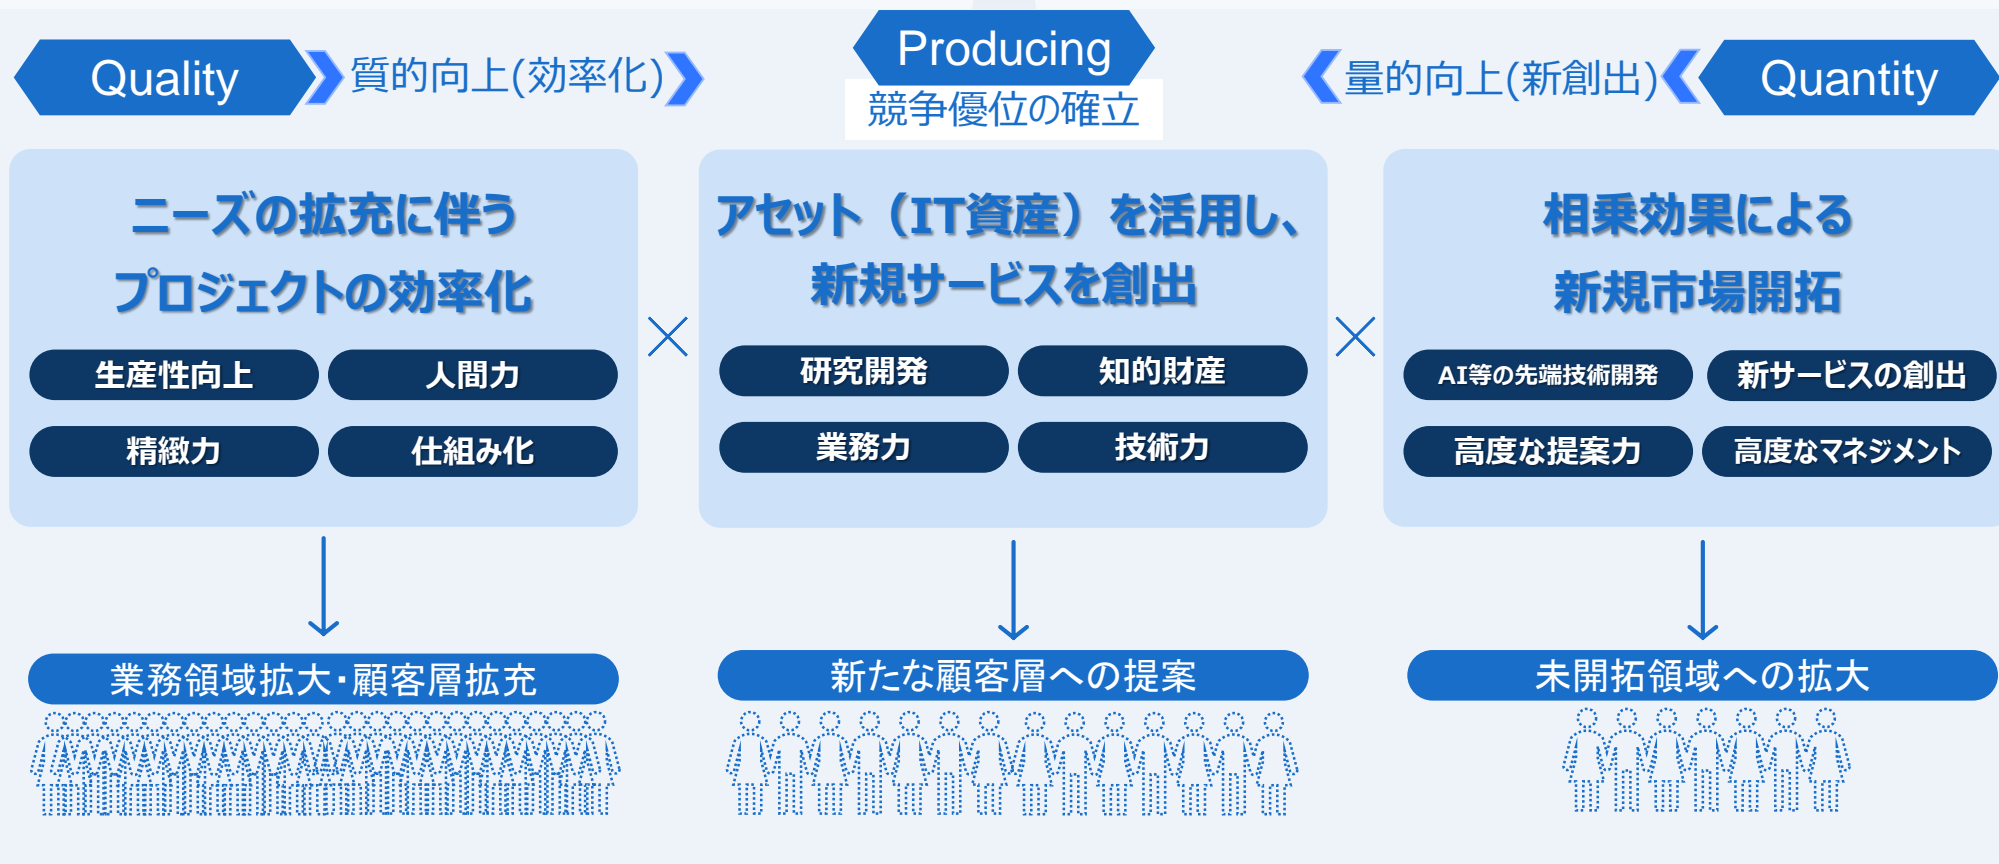 Quality
質的向上(効率化)
Producing
競争優位の確立
量的向上(新創出)
Quantity
ニーズの拡充に伴う
プロジェクトの効率化
生産性向上
人間力
精緻力
仕組み化
×
アセット（IT資産）を活用し、
新規サービスを創出
研究開発
知的財産
業務力
技術力
×
相乗効果による
新規市場開拓
AI等の先端技術開発
新サービスの創出
高度な提案力
高度なマネジメント
業務領域拡大・顧客層拡充
新たな顧客層への提案
未開拓領域への拡大